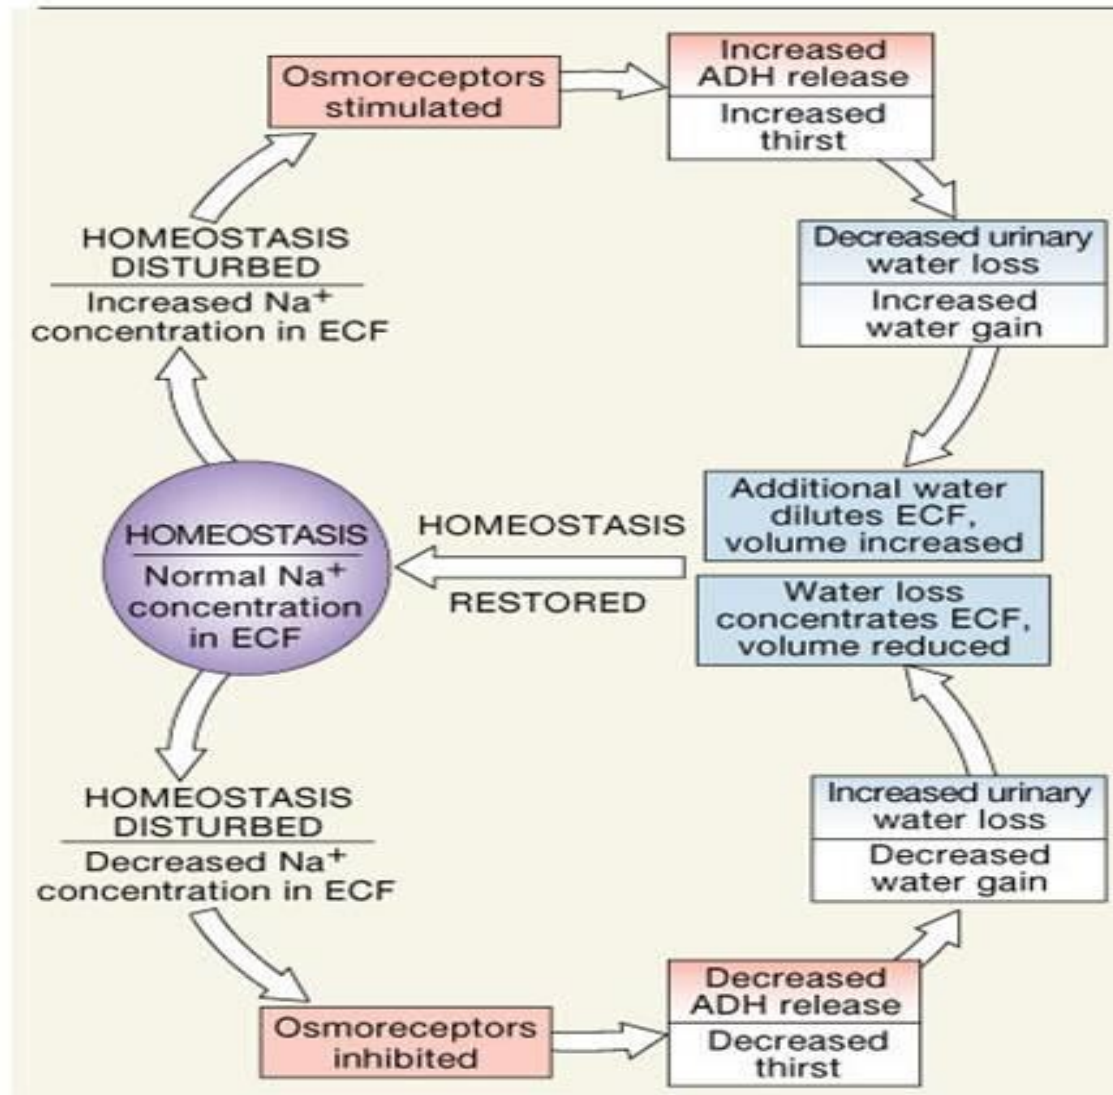 Osmoreceptors
stimulated
Increased
ADH release
Increased
thirst
HOMEOSTASIS
DISTURBED
Increased Na⁺
concentration in ECF
Decreased urinary
water loss
Increased
water gain
Additional water
dilutes ECF,
volume increased
HOMEOSTASIS
RESTORED
HOMEOSTASIS
Normal Na⁺
concentration
in ECF
Water loss
concentrates ECF,
volume reduced
HOMEOSTASIS
DISTURBED
Decreased Na⁺
concentration in ECF
Increased urinary
water loss
Decreased
water gain
Osmoreceptors
inhibited
Decreased
ADH release
Decreased
thirst